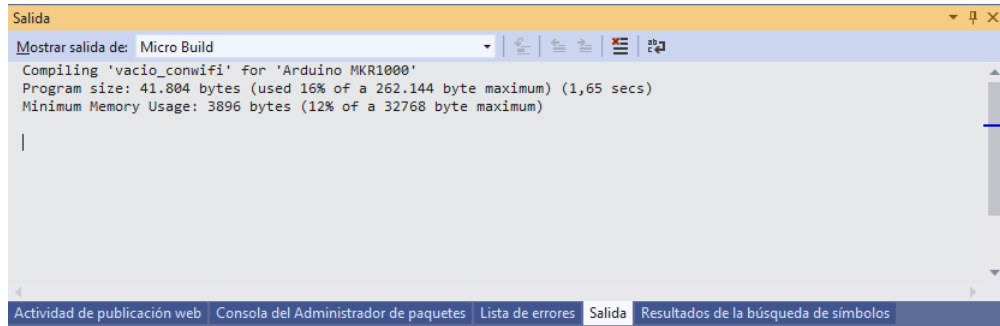 Salida
Mostrar salida de: Micro Build
Compiling 'vacio_conwifi' for 'Arduino MKR1000'
Program size: 41.804 bytes (used 16% of a 262.144 byte maximum) (1,65 secs)
Minimum Memory Usage: 3896 bytes (12% of a 32768 byte maximum)
Actividad de publicación web Consola del Administrador de paquetes Lista de errores Salida Resultados de la búsqueda de símbolos